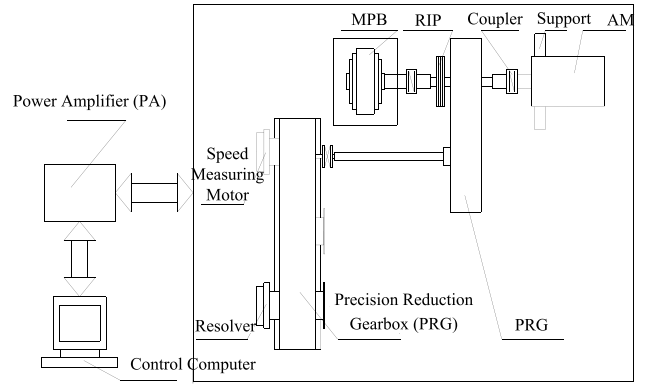 MPB
RIP
Coupler
Support
AM
Power Amplifier (PA)
Speed
Measuring
Motor
Precision Reduction
Gearbox (PRG)
Resolver
PRG
Control Computer